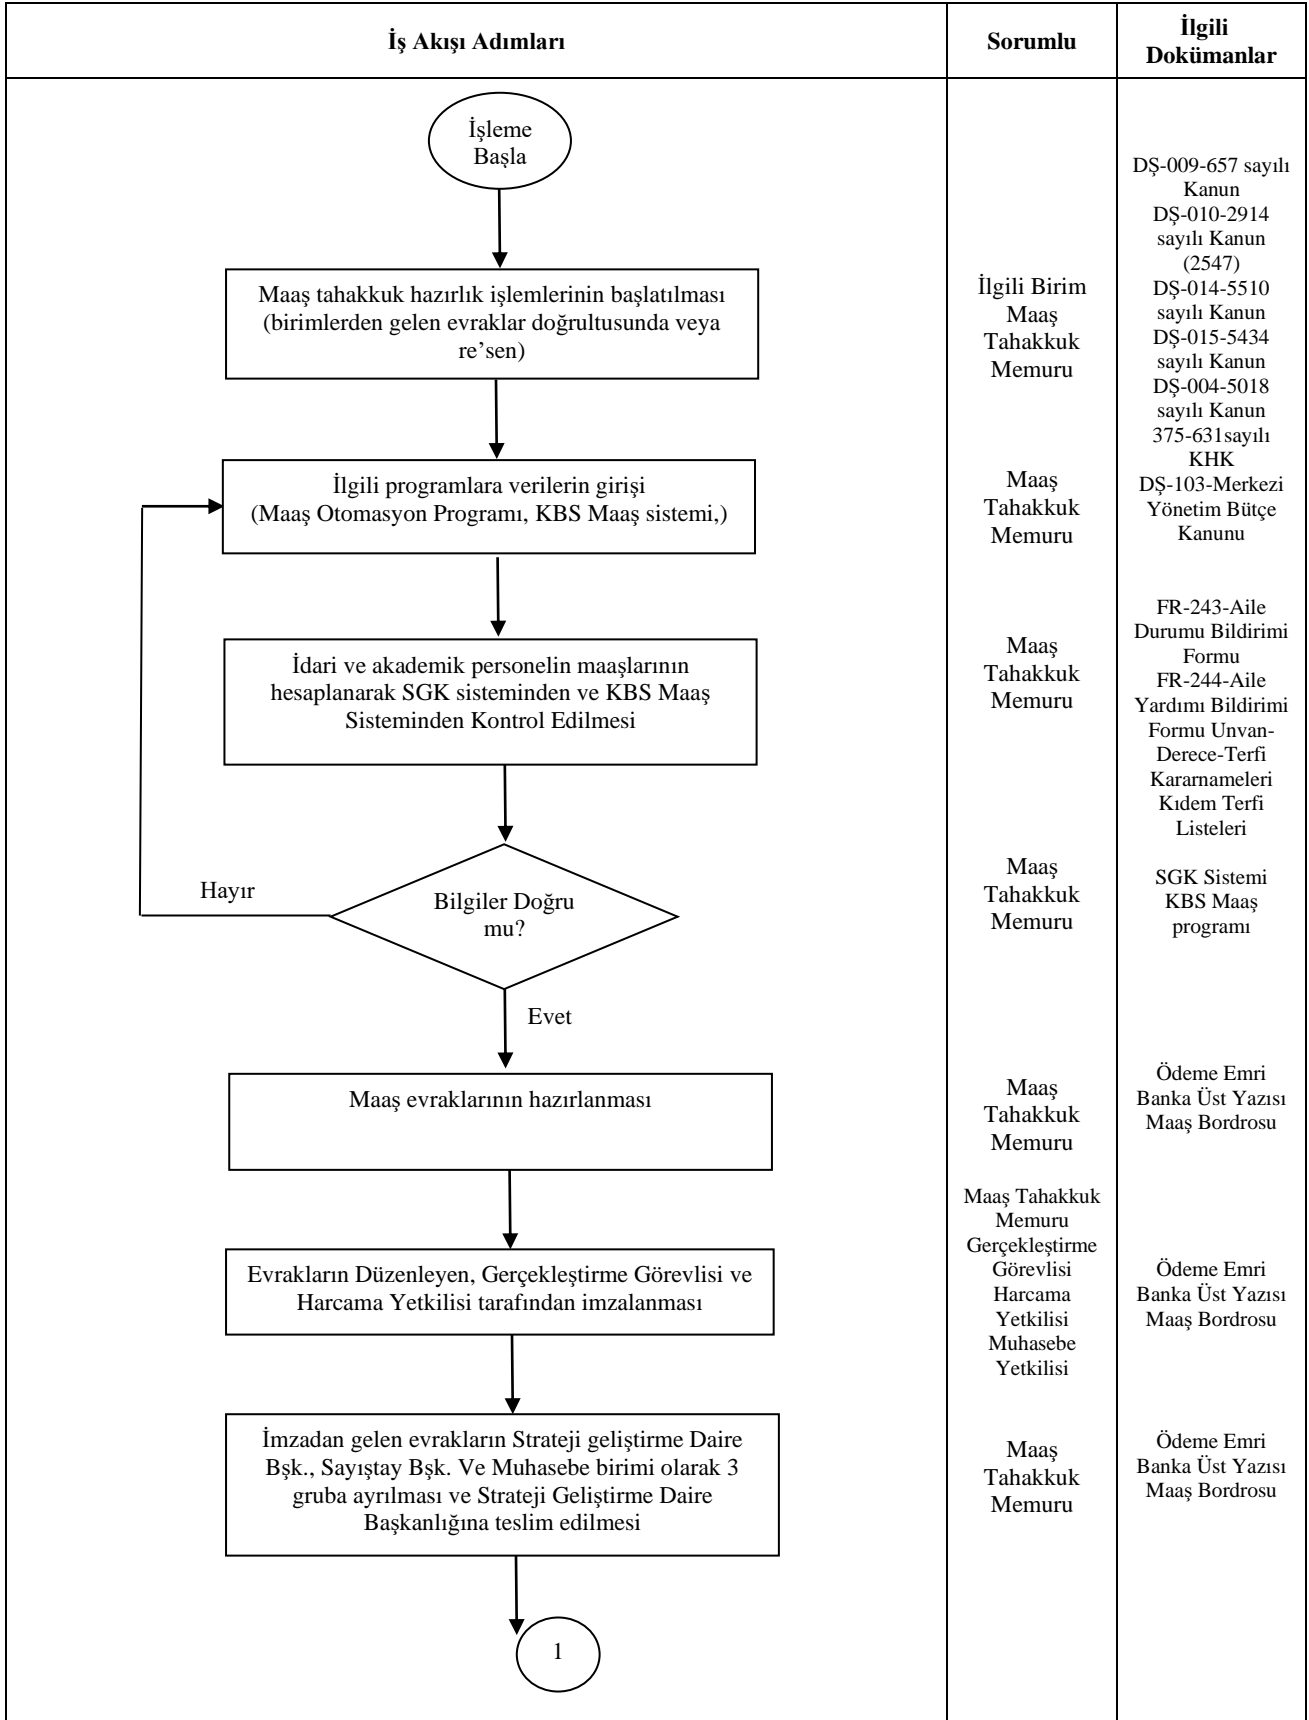 İş Akışı Adımları
Sorumlu
İlgili
Dokümanlar
İşleme
Başla
Maaş tahakkuk hazırlık işlemlerinin başlatılması
(birimlerden gelen evraklar doğrultusunda veya
re’sen)
İlgili programlara verilerin girişi
(Maaş Otomasyon Programı, KBS Maaş sistemi,)
İdari ve akademik personelin maaşlarının
hesaplanarak SGK sisteminden ve KBS Maaş
Sisteminden Kontrol Edilmesi
Hayır
Bilgiler Doğru
mu?
Evet
Maaş evraklarının hazırlanması
Evrakların Düzenleyen, Gerçekleştirme Görevlisi ve
Harcama Yetkilisi tarafından imzalanması
İmzadan gelen evrakların Strateji geliştirme Daire
Bşk., Sayıştay Bşk. Ve Muhasebe birimi olarak 3
gruba ayrılması ve Strateji Geliştirme Daire
Başkanlığına teslim edilmesi
1
İlgili Birim
Maaş
Tahakkuk
Memuru
Maaş
Tahakkuk
Memuru
Maaş
Tahakkuk
Memuru
Maaş
Tahakkuk
Memuru
Maaş
Tahakkuk
Memuru
Maaş Tahakkuk
Memuru
Gerçekleştirme
Görevlisi
Harcama
Yetkilisi
Muhasebe
Yetkilisi
Maaş
Tahakkuk
Memuru
DŞ-009-657 sayılı
Kanun
DŞ-010-2914
sayılı Kanun
(2547)
DŞ-014-5510
sayılı Kanun
DŞ-015-5434
sayılı Kanun
DŞ-004-5018
sayılı Kanun
375-631sayılı
KHK
DŞ-103-Merkezi
Yönetim Bütçe
Kanunu
FR-243-Aile
Durumu Bildirimi
Formu
FR-244-Aile
Yardımı Bildirimi
Formu Unvan-
Derece-Terfi
Kararnameleri
Kıdem Terfi
Listeleri
SGK Sistemi
KBS Maaş
programı
Ödeme Emri
Banka Üst Yazısı
Maaş Bordrosu
Ödeme Emri
Banka Üst Yazısı
Maaş Bordrosu
Ödeme Emri
Banka Üst Yazısı
Maaş Bordrosu